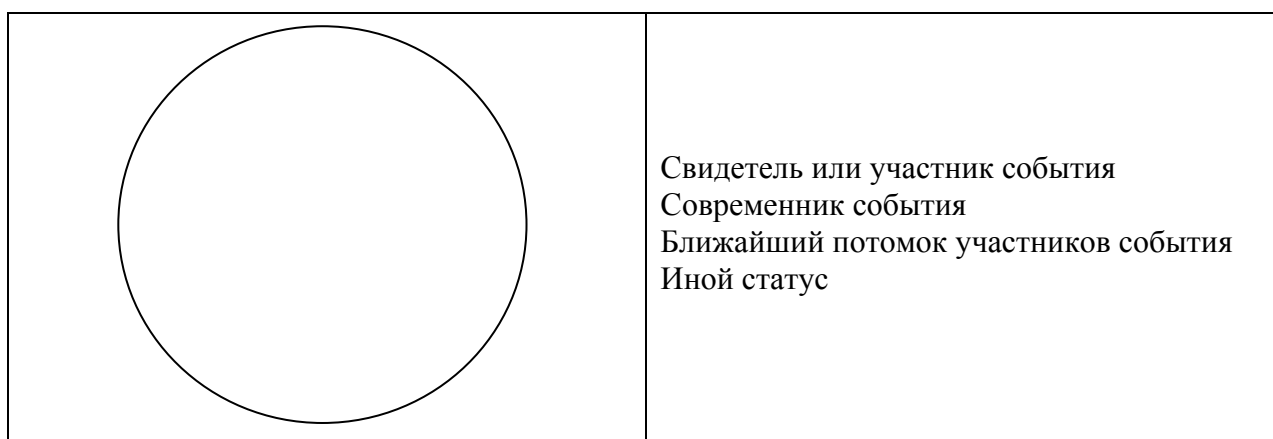 Свидетель или участник события
Современник события
Ближайший потомок участников события
Иной статус